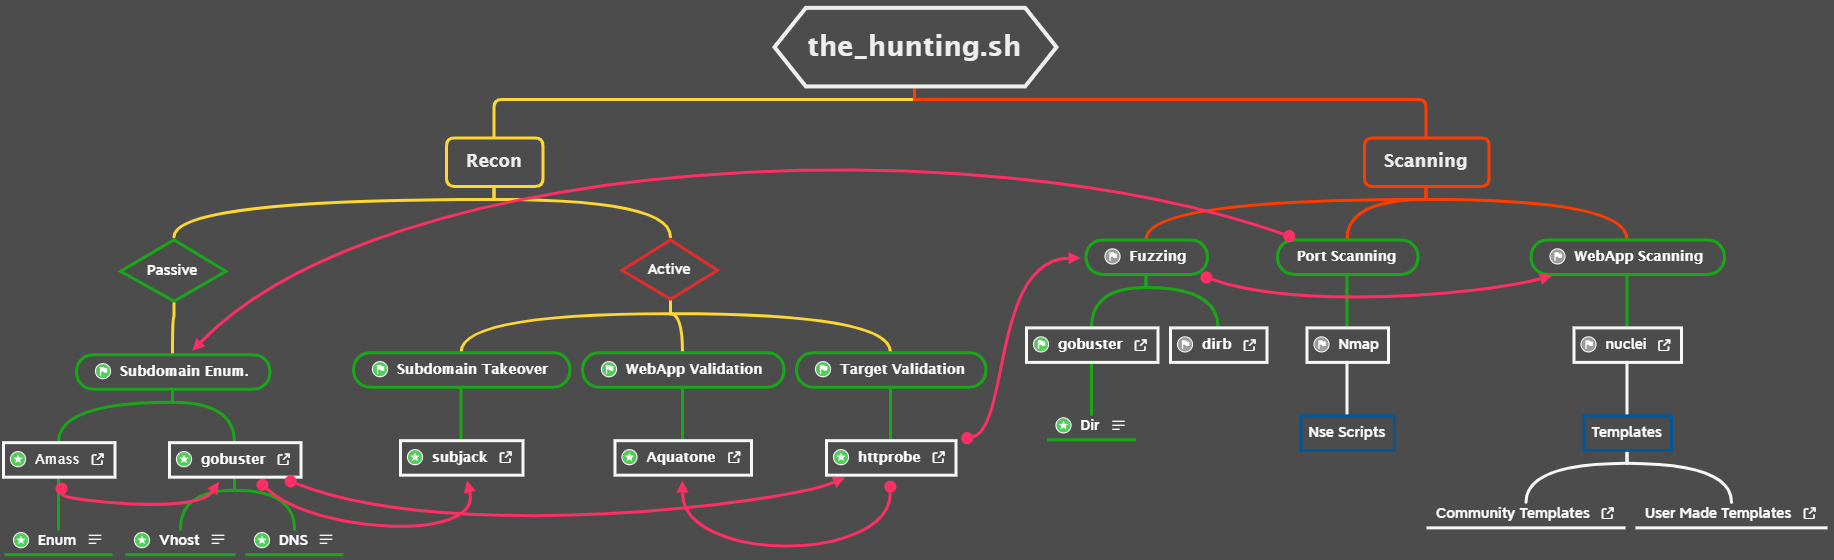 the_hunting.sh
Recon
Scanning
Passive
Active
Fuzzing
Port Scanning
WebApp Scanning
gobuster
dirb
Nmap
nuclei
Subdomain Enum.
Subdomain Takeover
WebApp Validation
Target Validation
Dir
Nse Scripts
Templates
Amass
gobuster
subjack
Aquatone
httprobe
Community Templates
User Made Templates
Enum
Vhost
DNS